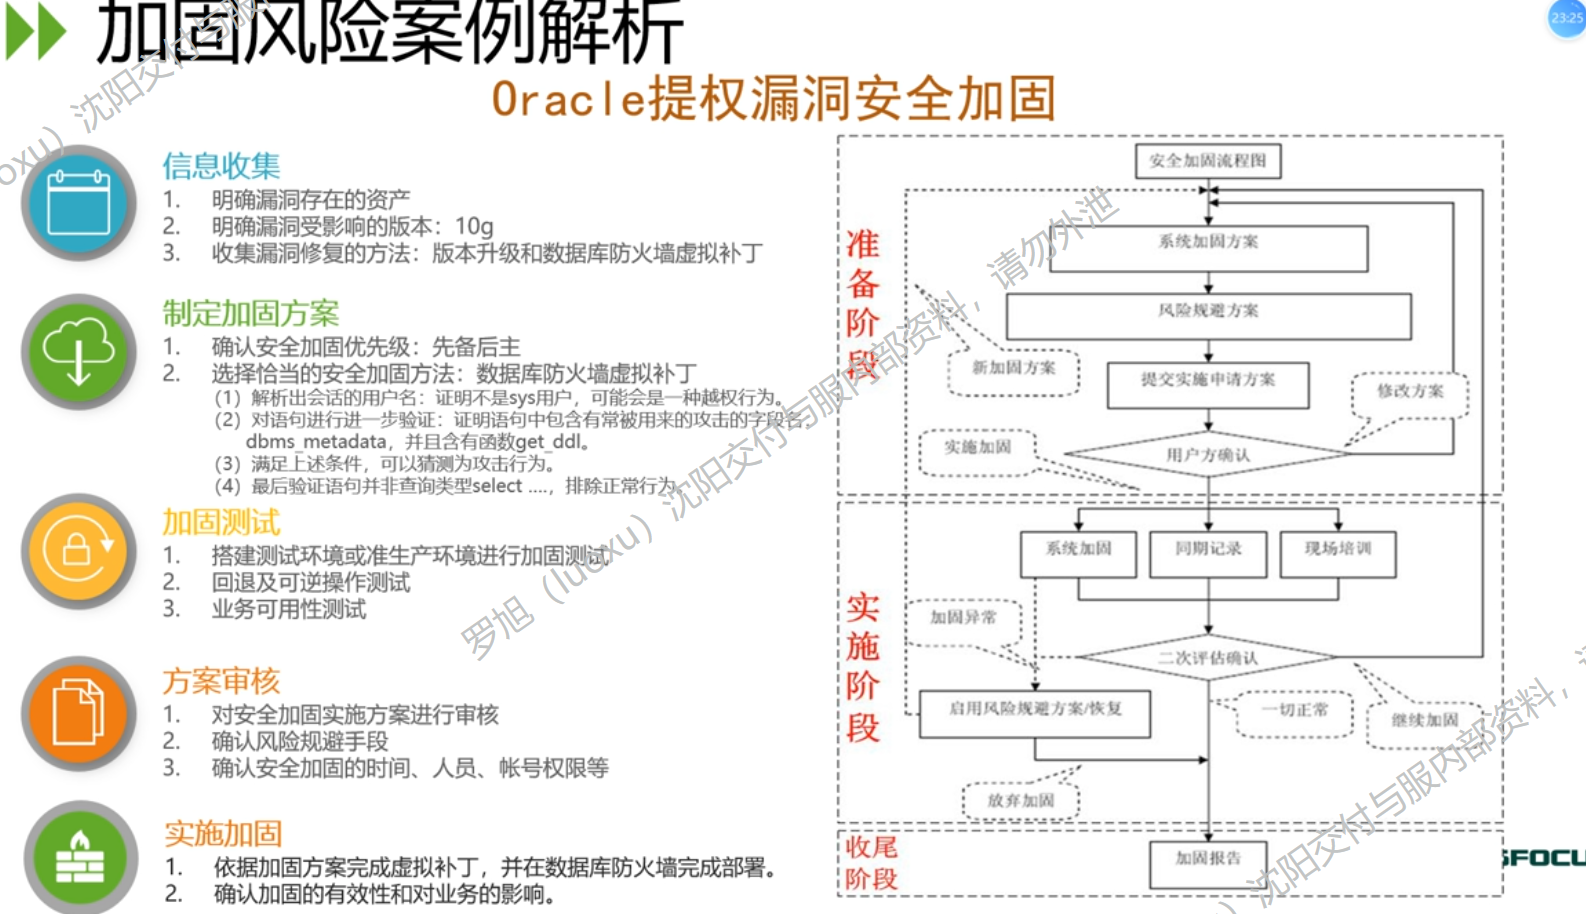 加固风险案例解析
23:25
Oracle提权漏洞安全加固
信息收集
1. 明确漏洞存在的资产
2. 明确漏洞受影响的版本：10g
3. 收集漏洞修复的方法：版本升级和数据库防火墙虚拟补丁
制定加固方案
1. 确认安全加固优先级：先备后主
2. 选择恰当的安全加固方法：数据库防火墙虚拟补丁
（1）解析出会话的用户名：证明不是sys用户，可能会是一种越权行为。
（2）对语句进行进一步验证：证明语句中包含有常被用来的攻击的字段名，
dbms_metadata，并且含有函数get_ddl。
（3）满足上述条件，可以猜测为攻击行为。
（4）最后验证语句并非查询类型select ....，排除正常行为。
加固测试
1. 搭建测试环境或准生产环境进行加固测试
2. 回退及可逆操作测试
3. 业务可用性测试
方案审核
1. 对安全加固实施方案进行审核
2. 确认风险规避手段
3. 确认安全加固的时间、人员、帐号权限等
实施加固
1. 依据加固方案完成虚拟补丁，并在数据库防火墙完成部署。
2. 确认加固的有效性和对业务的影响。
安全加固流程图
准备阶段
系统加固方案
风险规避方案
新加固方案
提交实施申请方案
修改方案
实施加固
用户方确认
实施阶段
系统加固
同期记录
现场培训
加固异常
二次评估确认
启用风险规避方案/恢复
一切正常
继续加固
放弃加固
收尾
阶段
加固报告
SFOCU
罗旭（luoxu）沈阳交付与服内部资料，请勿外泄
oxu）沈阳交付与服
）沈阳交付与服内部资料，